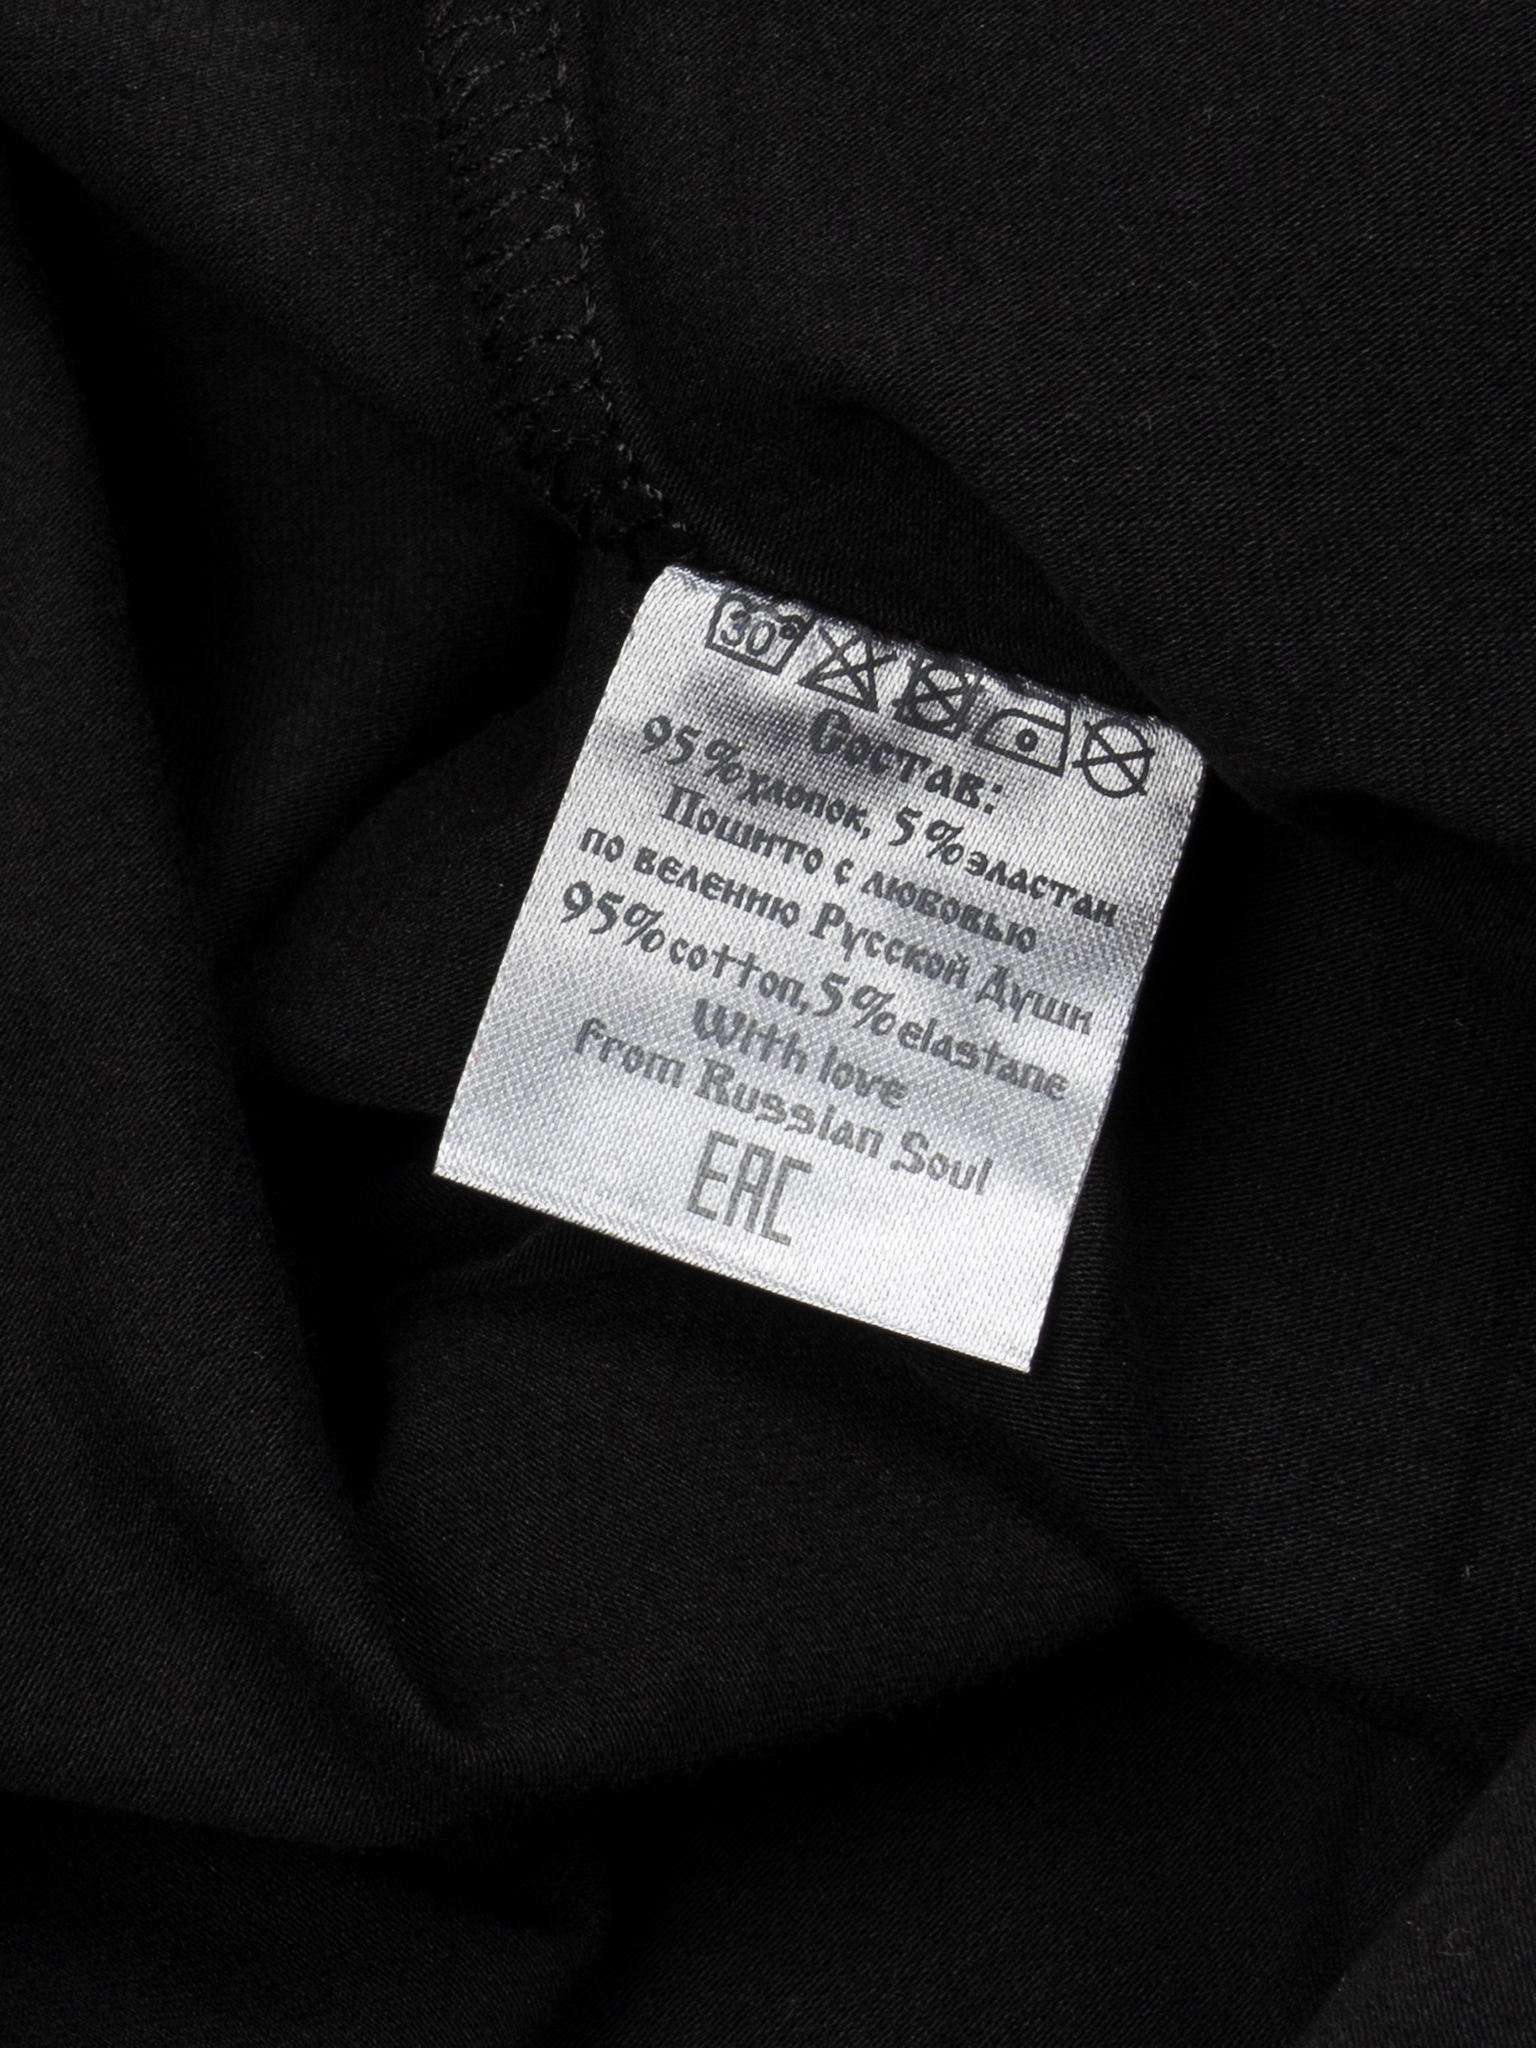 30°
Состав:
95%хлопок, 5%эластан
Пошито с любовью
по велению Русской Души
95%cotton,5%elastane
With love
from Russian Soul
EAC